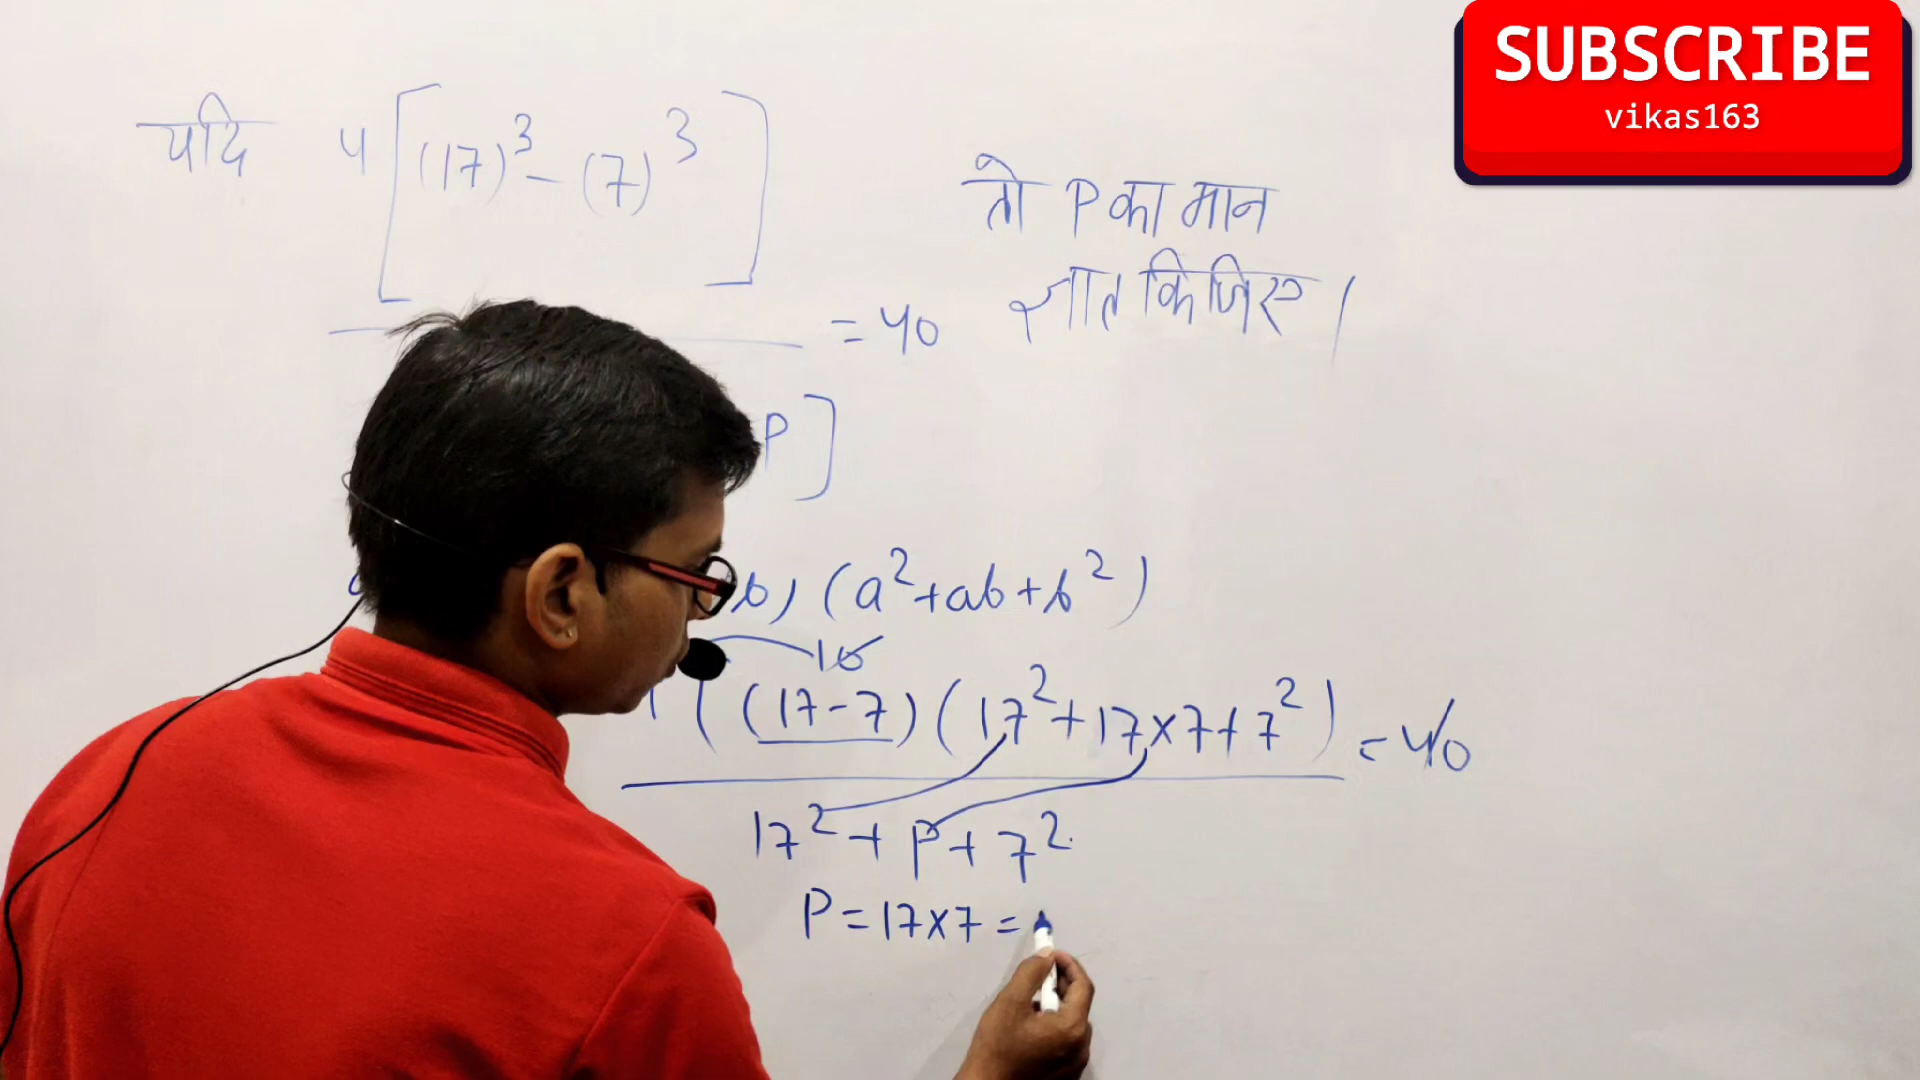 SUBSCRIBE
vikas163
यदि 4[(17)³-(7)³]
= 40
तो P का मान
ज्ञात किजिए।
P]
b) (a²+ab+b²)
10
((17-7)(17²+17×7+7²) = 40
17²+P+7²
P=17×7=